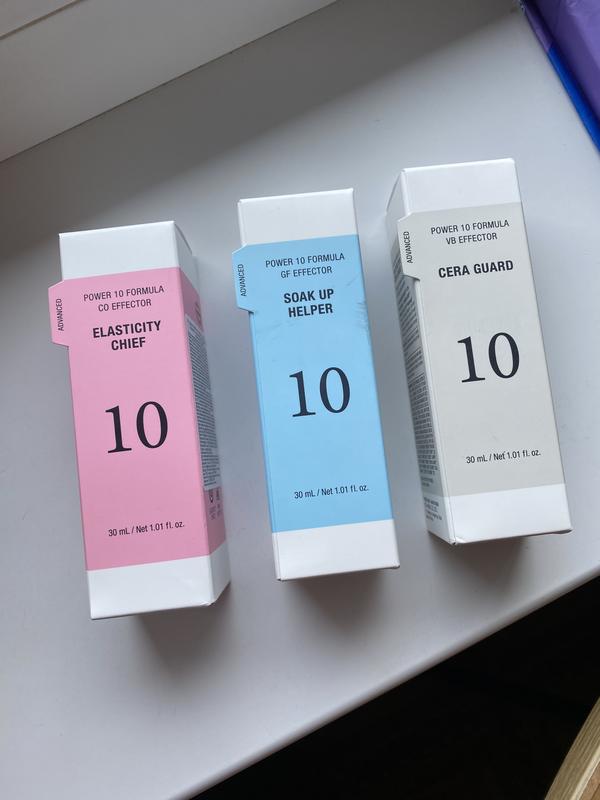 ADVANCED
POWER 10 FORMULA
CO EFFECTOR
ELASTICITY
CHIEF
10
30 mL / Net 1.01 fl. oz.
ADVANCED
POWER 10 FORMULA
GF EFFECTOR
SOAK UP
HELPER
10
30 mL / Net 1.01 fl. oz.
ADVANCED
POWER 10 FORMULA
VB EFFECTOR
CERA GUARD
10
30 mL / Net 1.01 fl. oz.